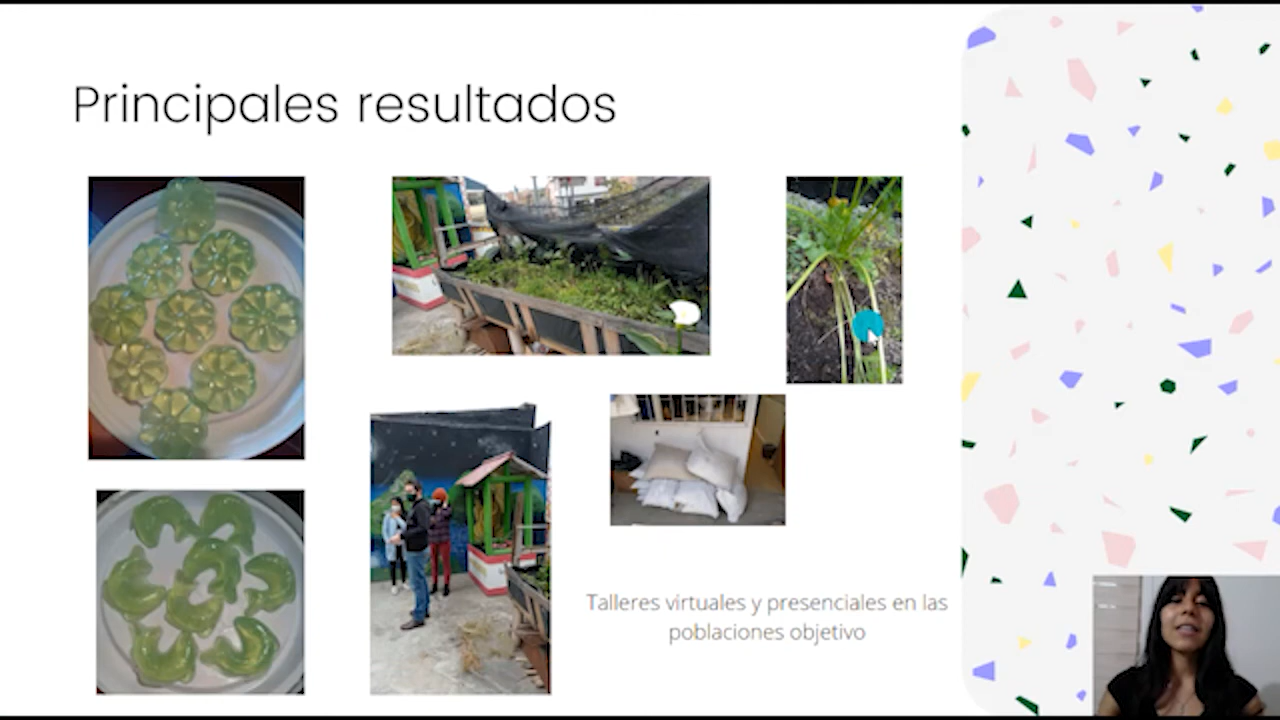 Principales resultados
Talleres virtuales y presenciales en las
poblaciones objetivo